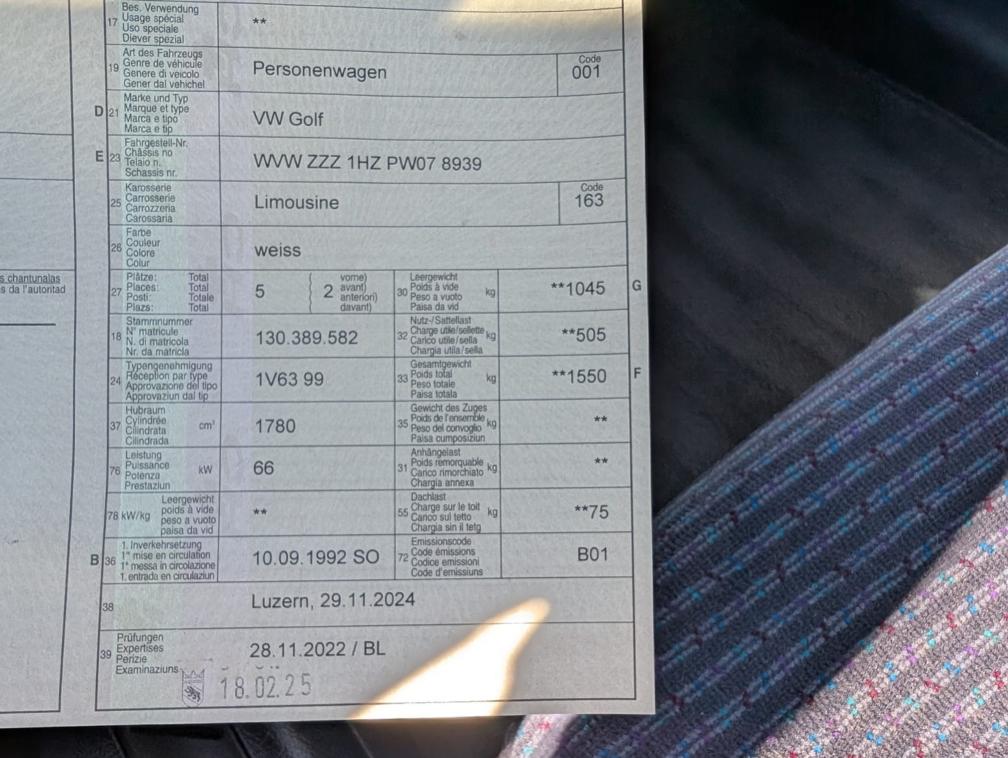 17 Bes. Verwendung
Usage spécial
Uso speciale
Diever spezial
**
19 Art des Fahrzeugs
Genre de véhicule
Genere di veicolo
Gener dal vehichel
Personenwagen
Code
001
D 21 Marke und Typ
Marque et type
Marca e tipo
Marca e tip
VW Golf
E 23 Fahrgestell-Nr.
Châssis no
Telaio n.
Schassis nr.
WVW ZZZ 1HZ PW07 8939
25 Karosserie
Carrosserie
Carrozzeria
Carossaria
Limousine
Code
163
26 Farbe
Couleur
Colore
Colur
weiss
s chantunalas
s da l'autoritad
27 Plätze: Total
Places: Total
Posti: Totale
Plazs: Total
5
2 vorne)
avant)
anteriori)
davant)
30 Leergewicht
Poids à vide
Peso a vuoto
Paisa da vid
kg
**1045
G
18 Stammnummer
N° matricule
N. di matricola
Nr. da matricla
130.389.582
32 Nutz-/Sattellast
Charge utile/sellette
Carico utile/sella
Chargia utila/sella
kg
**505
24 Typengenehmigung
Réception par type
Approvazione del tipo
Approvaziun dal tip
1V63 99
33 Gesamtgewicht
Poids total
Peso totale
Paisa totala
kg
**1550
F
37 Hubraum
Cylindrée
Cilindrata
Cilindrada
cm³
1780
35 Gewicht des Zuges
Poids de l'ensemble
Peso del convoglio
Paisa cumposiziun
kg
**
76 Leistung
Puissance
Potenza
Prestaziun
kW
66
31 Anhängelast
Poids remorquable
Carico rimorchiato
Chargia annexa
kg
**
78 kW/kg Leergewicht
poids à vide
peso a vuoto
paisa da vid
**
55 Dachlast
Charge sur le toit
Carico sul tetto
Chargia sin il tetg
kg
**75
B 36 1. Inverkehrsetzung
1re mise en circulation
1a messa in circolazione
1. entrada en circulaziun
10.09.1992 SO
72 Emissionscode
Code émissions
Codice emissioni
Code d'emissiuns
B01
38
Luzern, 29.11.2024
39 Prüfungen
Expertises
Perizie
Examinaziuns
28.11.2022 / BL
18.02.25